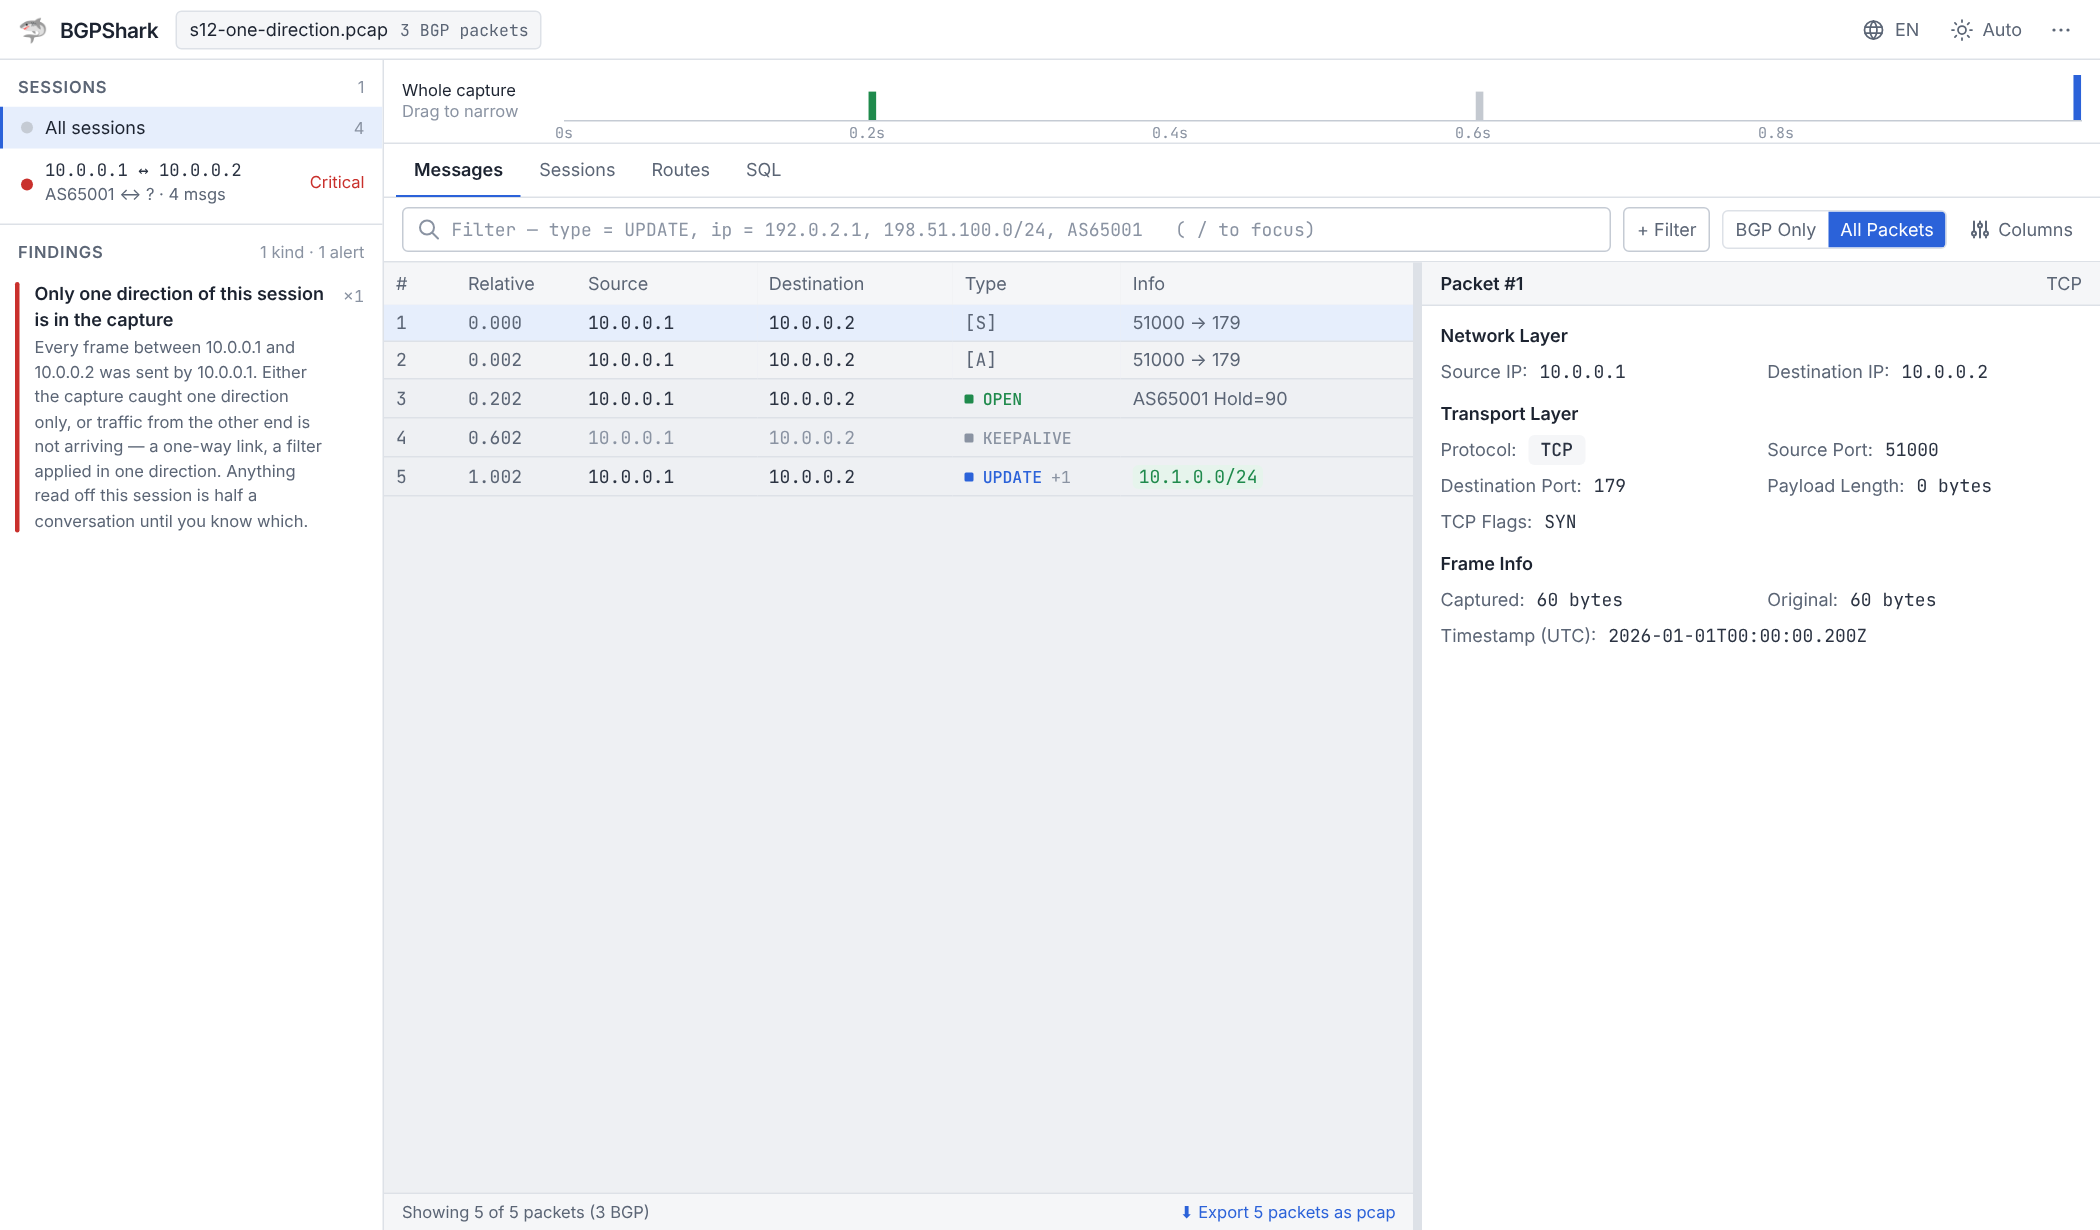 BGPShark s12-one-direction.pcap 3 BGP packets EN Auto ···
SESSIONS 1
All sessions 4
10.0.0.1 ↔ 10.0.0.2
AS65001 ↔ ? · 4 msgs Critical
FINDINGS 1 kind · 1 alert
Only one direction of this session ×1
is in the capture
Every frame between 10.0.0.1 and
10.0.0.2 was sent by 10.0.0.1. Either
the capture caught one direction
only, or traffic from the other end is
not arriving — a one-way link, a filter
applied in one direction. Anything
read off this session is half a
conversation until you know which.
Whole capture
Drag to narrow
0s 0.2s 0.4s 0.6s 0.8s
Messages Sessions Routes SQL
Filter — type = UPDATE, ip = 192.0.2.1, 198.51.100.0/24, AS65001 ( / to focus) + Filter BGP Only All Packets Columns
# Relative Source Destination Type Info
1 0.000 10.0.0.1 10.0.0.2 [S] 51000 → 179
2 0.002 10.0.0.1 10.0.0.2 [A] 51000 → 179
3 0.202 10.0.0.1 10.0.0.2 OPEN AS65001 Hold=90
4 0.602 10.0.0.1 10.0.0.2 KEEPALIVE
5 1.002 10.0.0.1 10.0.0.2 UPDATE +1 10.1.0.0/24
Showing 5 of 5 packets (3 BGP) ⬇ Export 5 packets as pcap
Packet #1 TCP
Network Layer
Source IP: 10.0.0.1 Destination IP: 10.0.0.2
Transport Layer
Protocol: TCP Source Port: 51000
Destination Port: 179 Payload Length: 0 bytes
TCP Flags: SYN
Frame Info
Captured: 60 bytes Original: 60 bytes
Timestamp (UTC): 2026-01-01T00:00:00.200Z